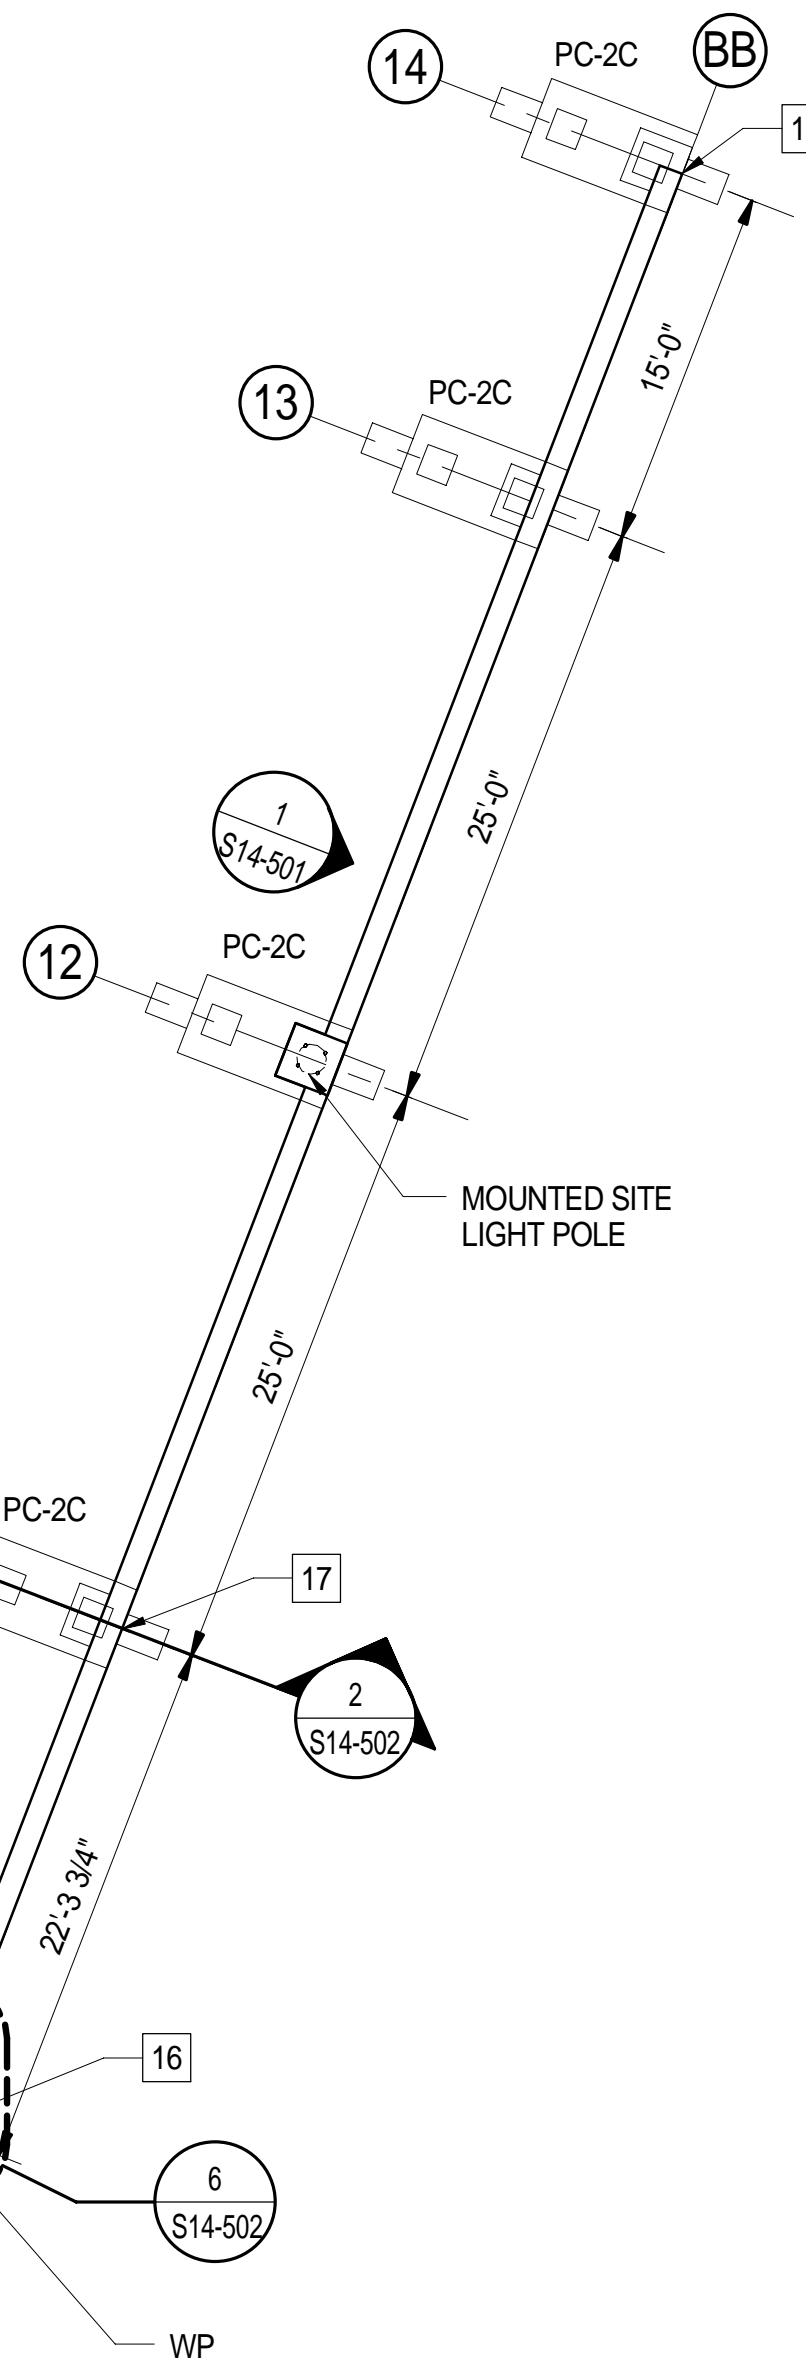 PC-2C
BB
14
1
15'-0"
PC-2C
13
25'-0"
1
S14-501
PC-2C
12
MOUNTED SITE
LIGHT POLE
25'-0"
PC-2C
17
2
S14-502
22'-3 3/4"
16
6
S14-502
WP